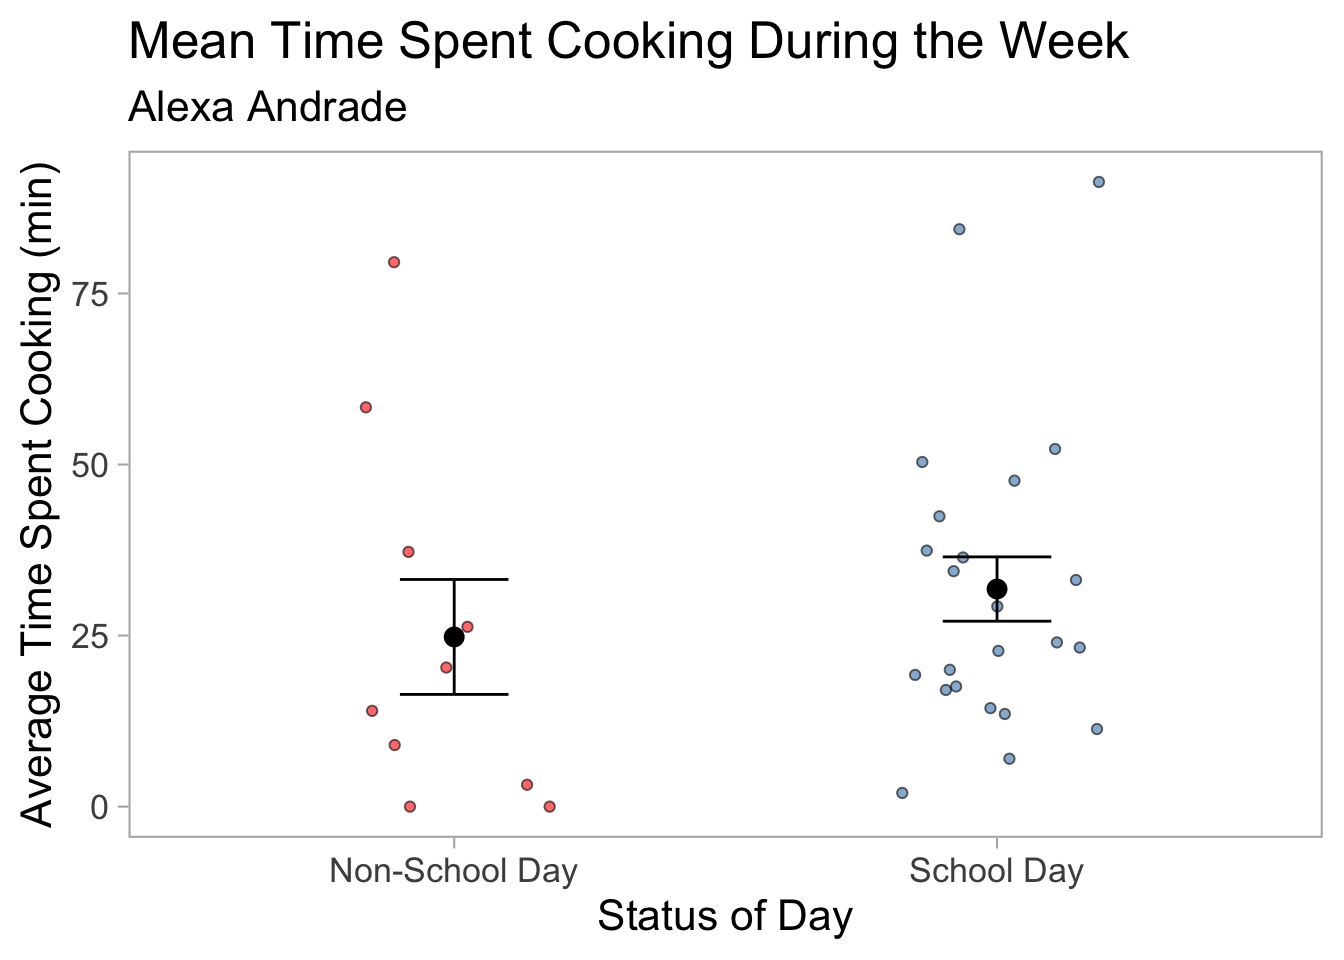 Mean Time Spent Cooking During the Week
Alexa Andrade
Average Time Spent Cooking (min)
75
50
25
0
Non-School Day
School Day
Status of Day